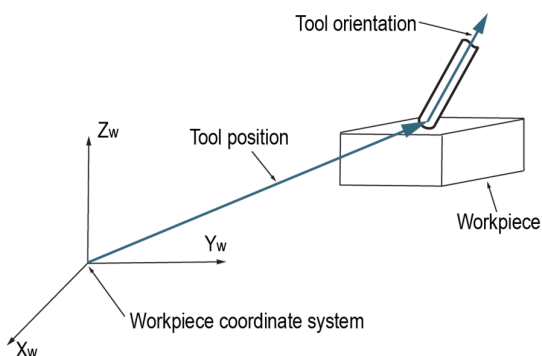 Tool orientation
Zw
Tool position
Workpiece
Yw
Workpiece coordinate system
Xw